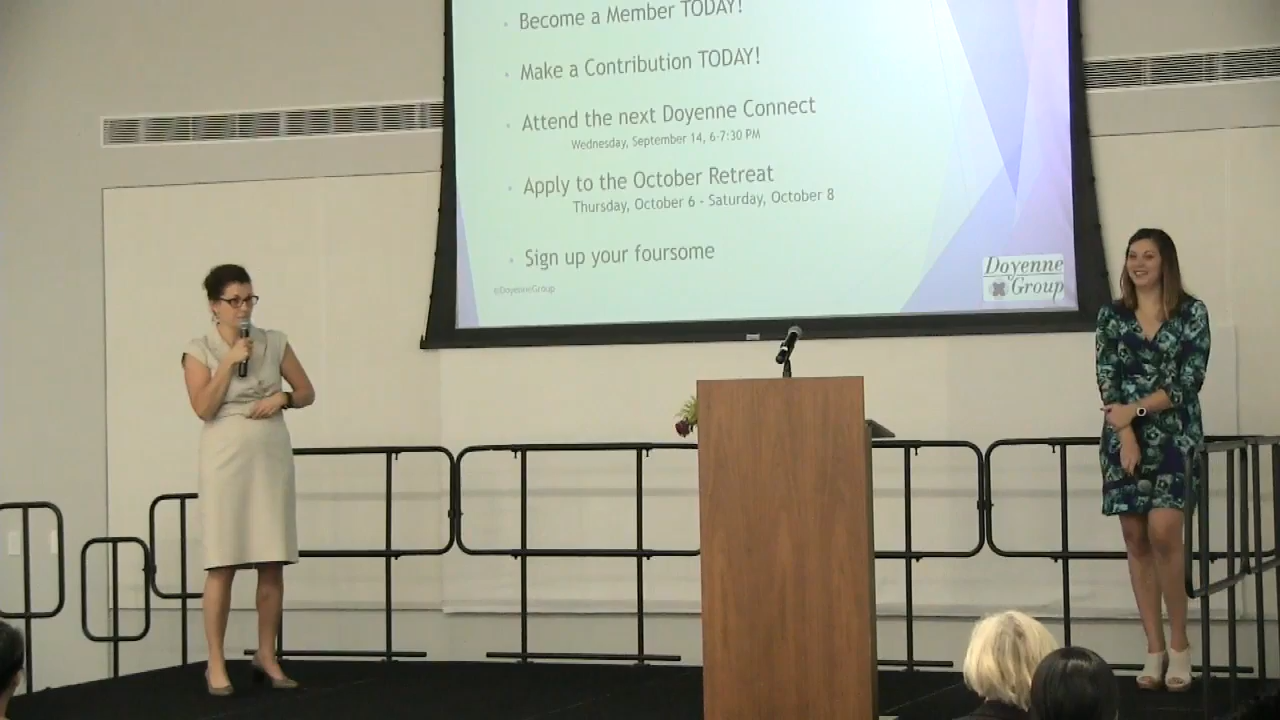 Become a Member TODAY!
Make a Contribution TODAY!
Attend the next Doyenne Connect
Wednesday, September 14, 6-7:30 PM
Apply to the October Retreat
Thursday, October 6 - Saturday, October 8
Sign up your foursome
@DoyenneGroup
Doyenne
Group